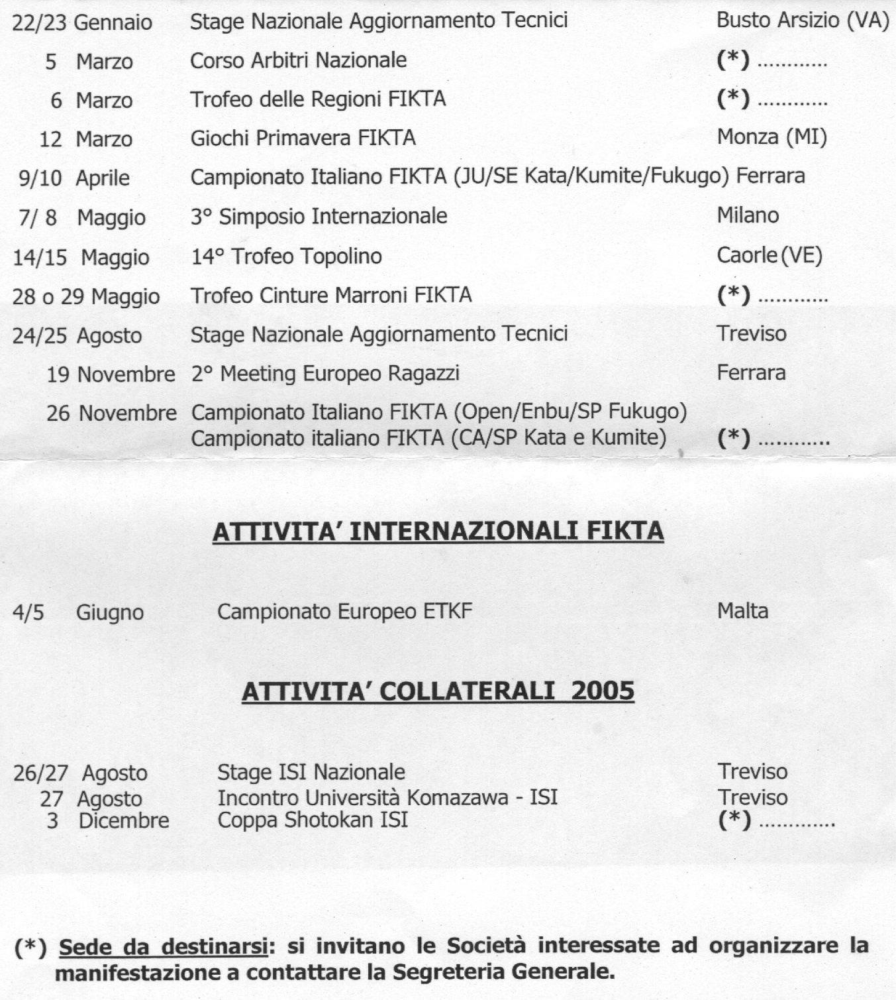 22/23 Gennaio Stage Nazionale Aggiornamento Tecnici Busto Arsizio (VA)
5 Marzo Corso Arbitri Nazionale (*) ............
6 Marzo Trofeo delle Regioni FIKTA (*) ............
12 Marzo Giochi Primavera FIKTA Monza (MI)
9/10 Aprile Campionato Italiano FIKTA (JU/SE Kata/Kumite/Fukugo) Ferrara
7/ 8 Maggio 3° Simposio Internazionale Milano
14/15 Maggio 14° Trofeo Topolino Caorle (VE)
28 o 29 Maggio Trofeo Cinture Marroni FIKTA (*) ............
24/25 Agosto Stage Nazionale Aggiornamento Tecnici Treviso
19 Novembre 2° Meeting Europeo Ragazzi Ferrara
26 Novembre Campionato Italiano FIKTA (Open/Enbu/SP Fukugo)
Campionato italiano FIKTA (CA/SP Kata e Kumite) (*) ............
ATTIVITA’ INTERNAZIONALI FIKTA
4/5 Giugno Campionato Europeo ETKF Malta
ATTIVITA’ COLLATERALI 2005
26/27 Agosto Stage ISI Nazionale Treviso
27 Agosto Incontro Università Komazawa - ISI Treviso
3 Dicembre Coppa Shotokan ISI (*) .............
(*) Sede da destinarsi: si invitano le Società interessate ad organizzare la
manifestazione a contattare la Segreteria Generale.